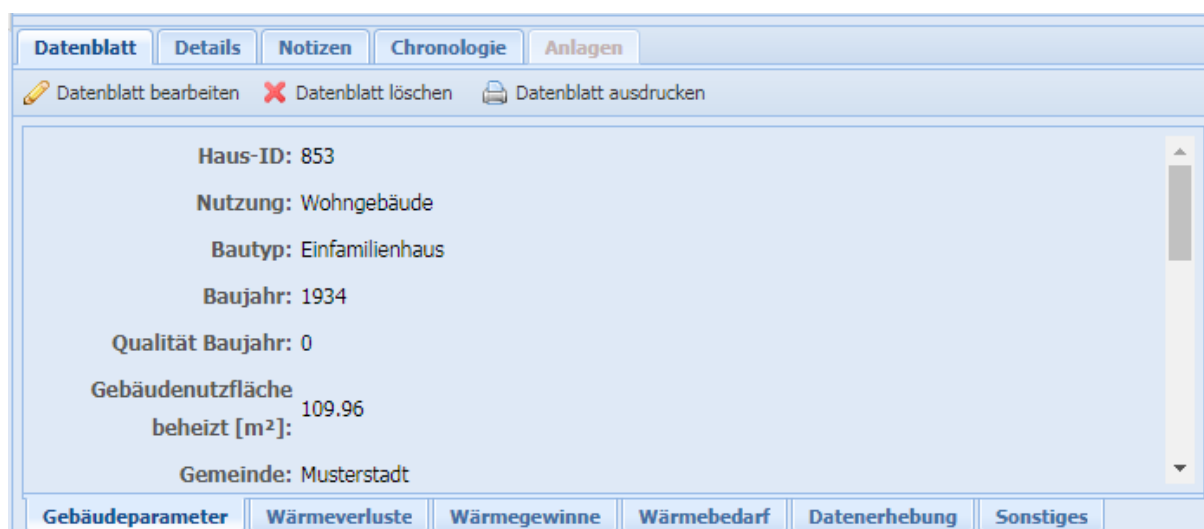 Datenblatt Details Notizen Chronologie Anlagen
Datenblatt bearbeiten Datenblatt löschen Datenblatt ausdrucken
Haus-ID: 853
Nutzung: Wohngebäude
Bautyp: Einfamilienhaus
Baujahr: 1934
Qualität Baujahr: 0
Gebäudenutzfläche
beheizt [m²]: 109.96
Gemeinde: Musterstadt
Gebäudeparameter Wärmeverluste Wärmegewinne Wärmebedarf Datenerhebung Sonstiges